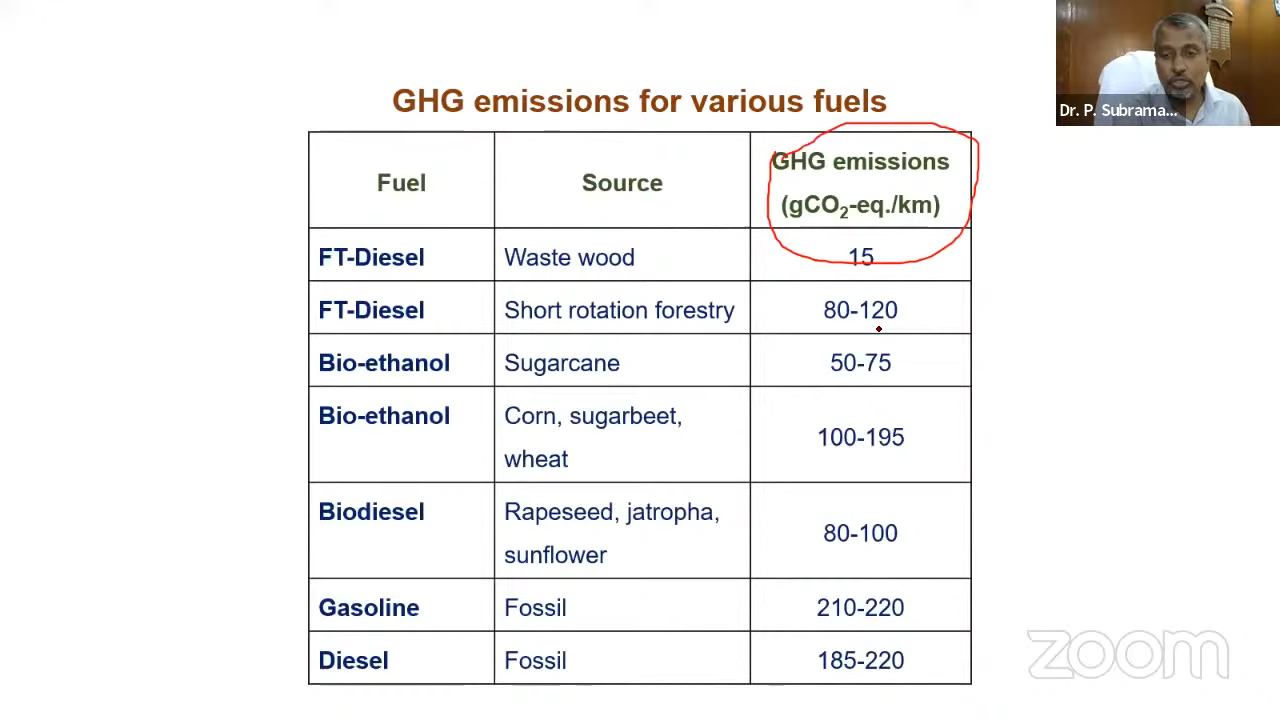 Dr. P. Subrama...
GHG emissions for various fuels
Fuel Source GHG emissions
(gCO₂-eq./km)
FT-Diesel Waste wood 15
FT-Diesel Short rotation forestry 80-120
Bio-ethanol Sugarcane 50-75
Bio-ethanol Corn, sugarbeet,
wheat 100-195
Biodiesel Rapeseed, jatropha,
sunflower 80-100
Gasoline Fossil 210-220
Diesel Fossil 185-220
zoom